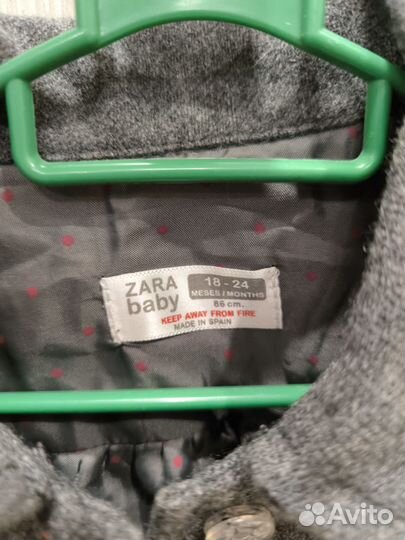 ZARA
baby
18 - 24
MESES / MONTHS
86 cm.
KEEP AWAY FROM FIRE
MADE IN SPAIN
Avito